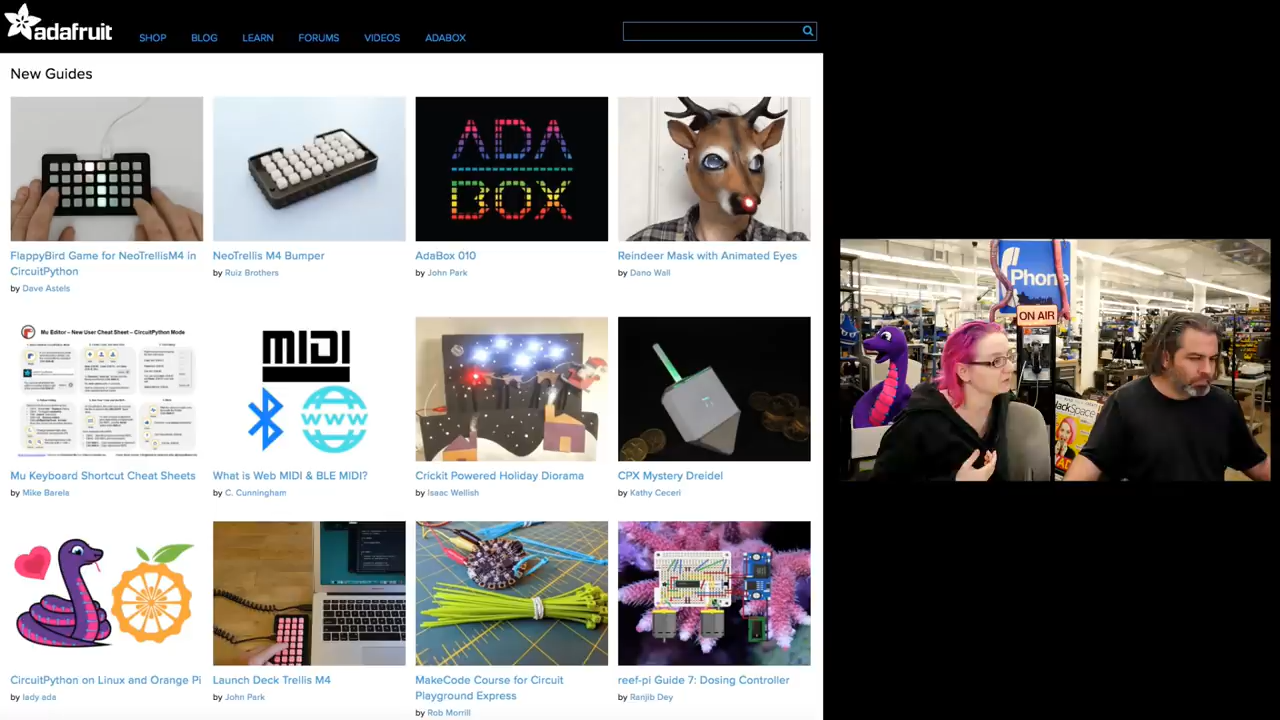 adafruit
SHOP
BLOG
LEARN
FORUMS
VIDEOS
ADABOX
New Guides
ADA
BOX
FlappyBird Game for NeoTrellisM4 in
CircuitPython
by Dave Astels
NeoTrellis M4 Bumper
by Ruiz Brothers
AdaBox 010
by John Park
Reindeer Mask with Animated Eyes
by Dano Wall
Mu Editor – New User Cheat Sheet – CircuitPython Mode
MIDI
WWW
Mu Keyboard Shortcut Cheat Sheets
by Mike Barela
What is Web MIDI & BLE MIDI?
by C. Cunningham
Crickit Powered Holiday Diorama
by Isaac Wellish
CPX Mystery Dreidel
by Kathy Ceceri
CircuitPython on Linux and Orange Pi
by lady ada
Launch Deck Trellis M4
by John Park
MakeCode Course for Circuit
Playground Express
by Rob Morrill
reef-pi Guide 7: Dosing Controller
by Ranjib Dey
Phone
ON AIR
HackSpace